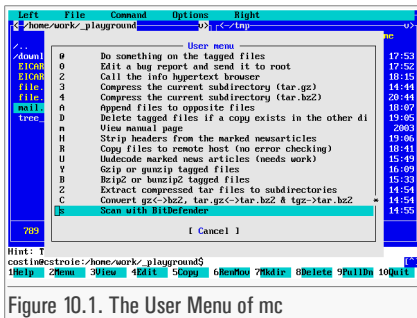 Left File Command Options Right
<-/home/work/_playground v>
<-/tmp v>
me
/..
/downl 17:53
EICAR 17:52
EICAR 18:15
file. 14:44
file. 20:44
mail. 18:07
tree_ 19:05
2003
19:06
18:41
15:49
16:09
15:33
14:54
14:54
14:55
User menu
@ Do something on the tagged files
0 Edit a bug report and send it to root
2 Call the info hypertext browser
3 Compress the current subdirectory (tar.gz)
4 Compress the current subdirectory (tar.bz2)
A Append files to opposite files
D Delete tagged files if a copy exists in the other di
m View manual page
H Strip headers from the marked newsarticles
R Copy files to remote host (no error checking)
U Uudecode marked news articles (needs work)
Y Gzip or gunzip tagged files
B Bzip2 or bunzip2 tagged files
Z Extract compressed tar files to subdirectories
C Convert gz<->bz2, tar.gz<->tar.bz2 & tgz->tar.bz2 *
s Scan with BitDefender
[ Cancel ]
789
Hint: T
costin@cstroie:/home/work/_playground$ [^]
1Help 2Menu 3View 4Edit 5Copy 6RenMov 7Mkdir 8Delete 9PullDn 10Quit
Figure 10.1. The User Menu of mc